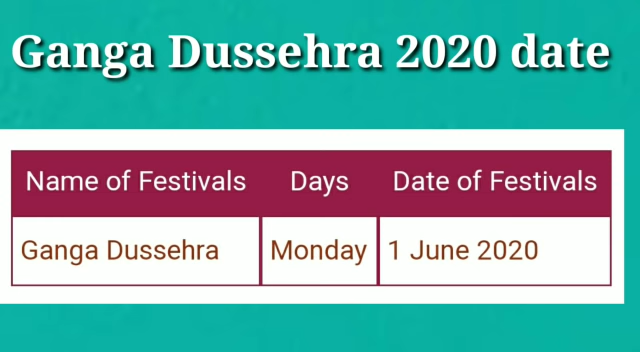 Ganga Dussehra 2020 date
Name of Festivals Days Date of Festivals
Ganga Dussehra Monday 1 June 2020